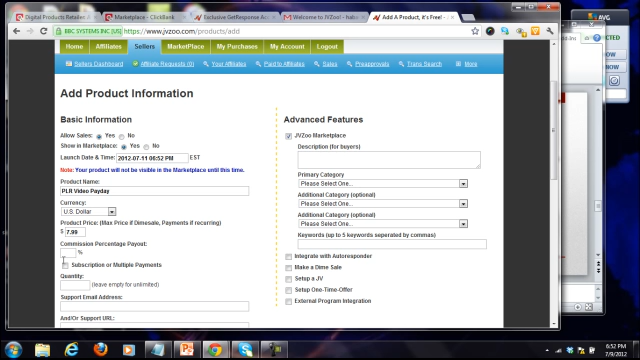 Digital Products Retailer
Marketplace - ClickBank
Exclusive GetResponse
Welcome to JVZoo!
Add A Product, It's Free! -
AVG
BBC SYSTEMS INC [US] https://www.jvzoo.com/products/add
Home Affiliates Sellers MarketPlace My Purchases My Account Logout
Sellers Dashboard Affiliate Requests (0) Your Affiliates Paid to Affiliates Sales Preapprovals Trans Search More
Add Product Information
Basic Information
Allow Sales: Yes No
Show in Marketplace: Yes No
Launch Date & Time: 2012-07-11 06:52 PM EST
Note: Your product will not be visible in the Marketplace until this time.
Product Name:
PLR Video Payday
Currency:
U.S. Dollar
Product Price: (Max Price if Dimesale, Payments if recurring)
$ 7.99
Commission Percentage Payout:
%
Subscription or Multiple Payments
Quantity:
(leave empty for unlimited)
Support Email Address:
And/Or Support URL:
Advanced Features
JVZoo Marketplace
Description (for buyers)
Primary Category
Please Select One...
Additional Category (optional)
Please Select One...
Additional Category (optional)
Please Select One...
Keywords (up to 5 keywords seperated by commas)
Integrate with Autoresponder
Make a Dime Sale
Setup a JV
Setup One-Time-Offer
External Program Integration
6:52 PM
7/9/2012